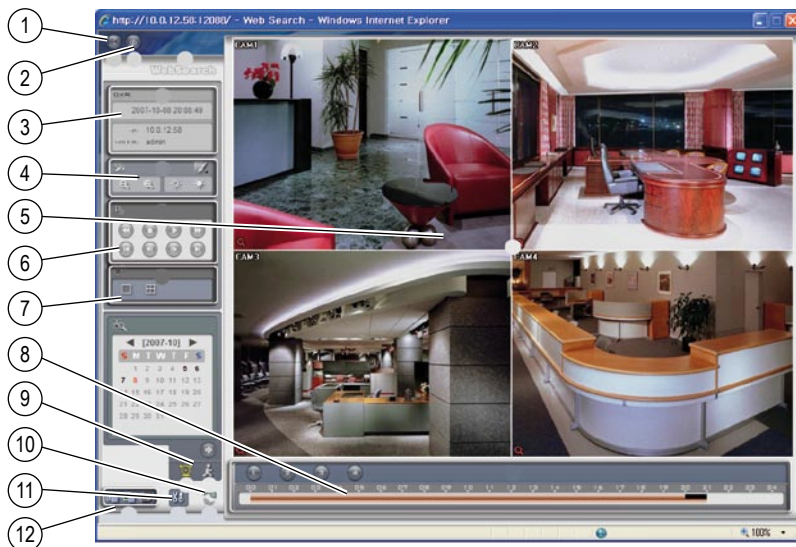 http://10.0.12.58:12088/ - Web Search - Windows Internet Explorer
1
2
3
4
5
6
7
8
9
10
11
12
WebSearch
2007-10-08 20:08:49
10.0.12.58
admin
CAM1
CAM2
CAM3
CAM4
[2007-10]
S M T W T F S
1 2 3 4 5 6
7 8 9 10 11 12 13
14 15 16 17 18 19 20
21 22 23 24 25 26 27
28 29 30 31
100%